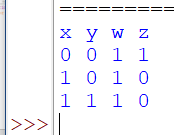 =========
x y w z
0 0 1 1
1 0 1 0
1 1 1 0
>>>